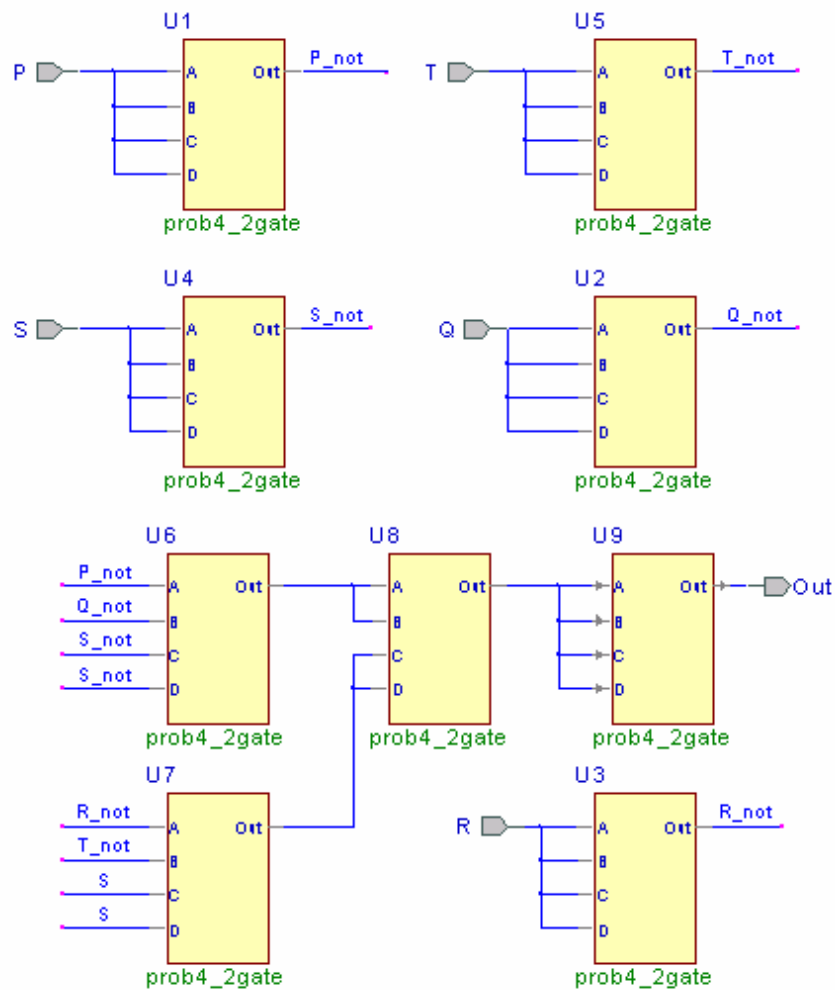 U1
P
A
Out
P_not
B
C
D
prob4_2gate
U5
T
A
Out
T_not
B
C
D
prob4_2gate
U4
S
A
Out
S_not
B
C
D
prob4_2gate
U2
Q
A
Out
Q_not
B
C
D
prob4_2gate
U6
P_not
A
Out
Q_not
B
S_not
C
S_not
D
prob4_2gate
U8
A
Out
B
C
D
prob4_2gate
U9
A
Out
Out
B
C
D
prob4_2gate
U7
R_not
A
Out
T_not
B
S
C
S
D
prob4_2gate
U3
R
A
Out
R_not
B
C
D
prob4_2gate